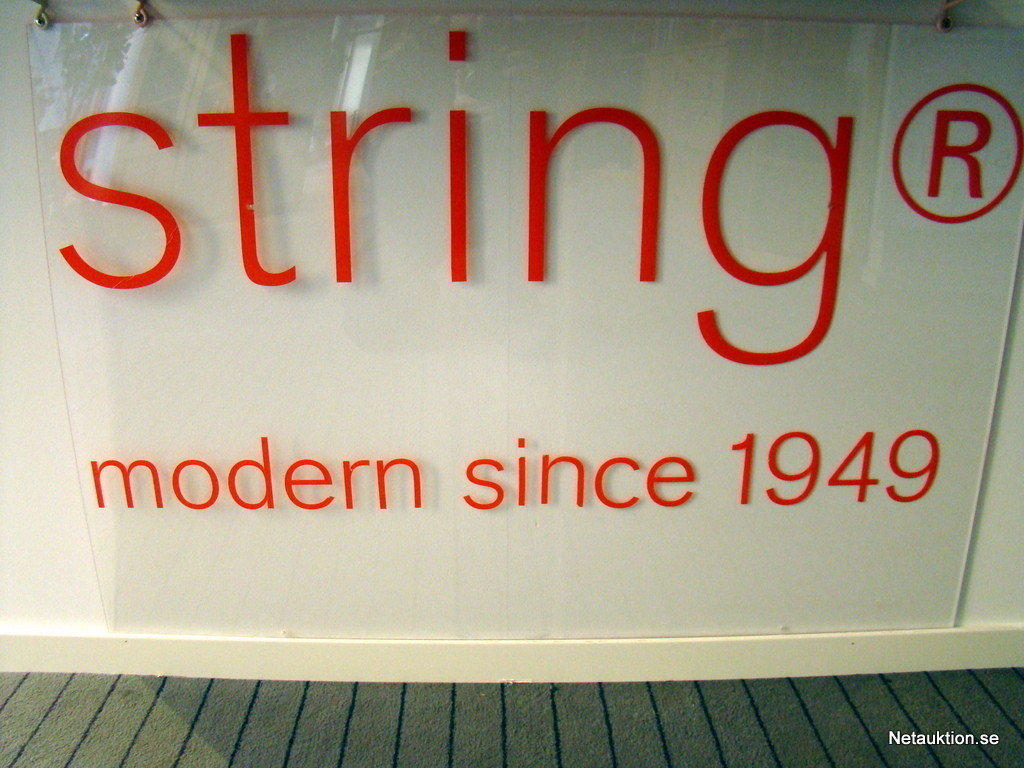 string®
modern since 1949
Netauktion.se